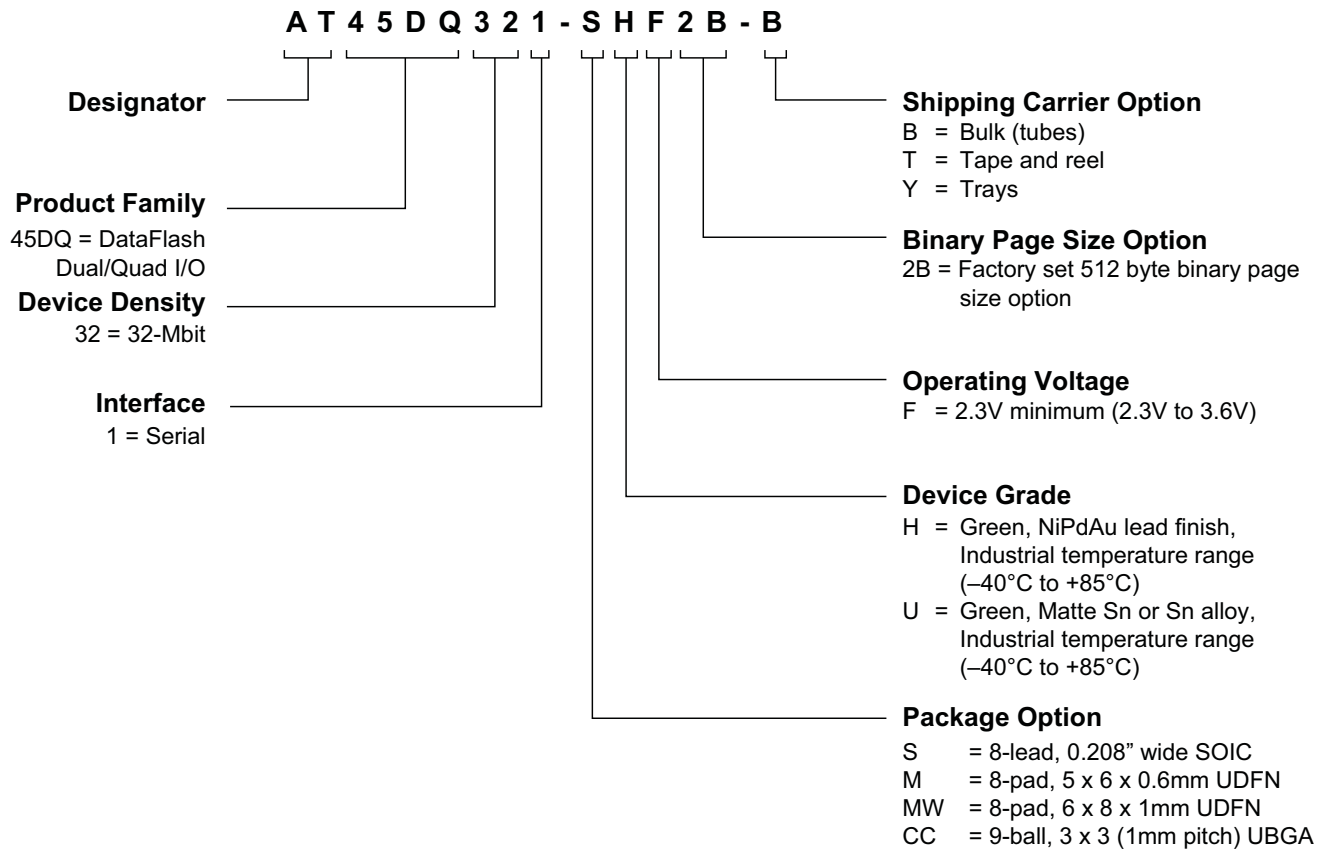 A T 4 5 D Q 3 2 1 - S H F 2 B - B
Designator
Product Family
45DQ = DataFlash
Dual/Quad I/O
Device Density
32 = 32-Mbit
Interface
1 = Serial
Shipping Carrier Option
B = Bulk (tubes)
T = Tape and reel
Y = Trays
Binary Page Size Option
2B = Factory set 512 byte binary page
size option
Operating Voltage
F = 2.3V minimum (2.3V to 3.6V)
Device Grade
H = Green, NiPdAu lead finish,
Industrial temperature range
(–40°C to +85°C)
U = Green, Matte Sn or Sn alloy,
Industrial temperature range
(–40°C to +85°C)
Package Option
S = 8-lead, 0.208” wide SOIC
M = 8-pad, 5 x 6 x 0.6mm UDFN
MW = 8-pad, 6 x 8 x 1mm UDFN
CC = 9-ball, 3 x 3 (1mm pitch) UBGA